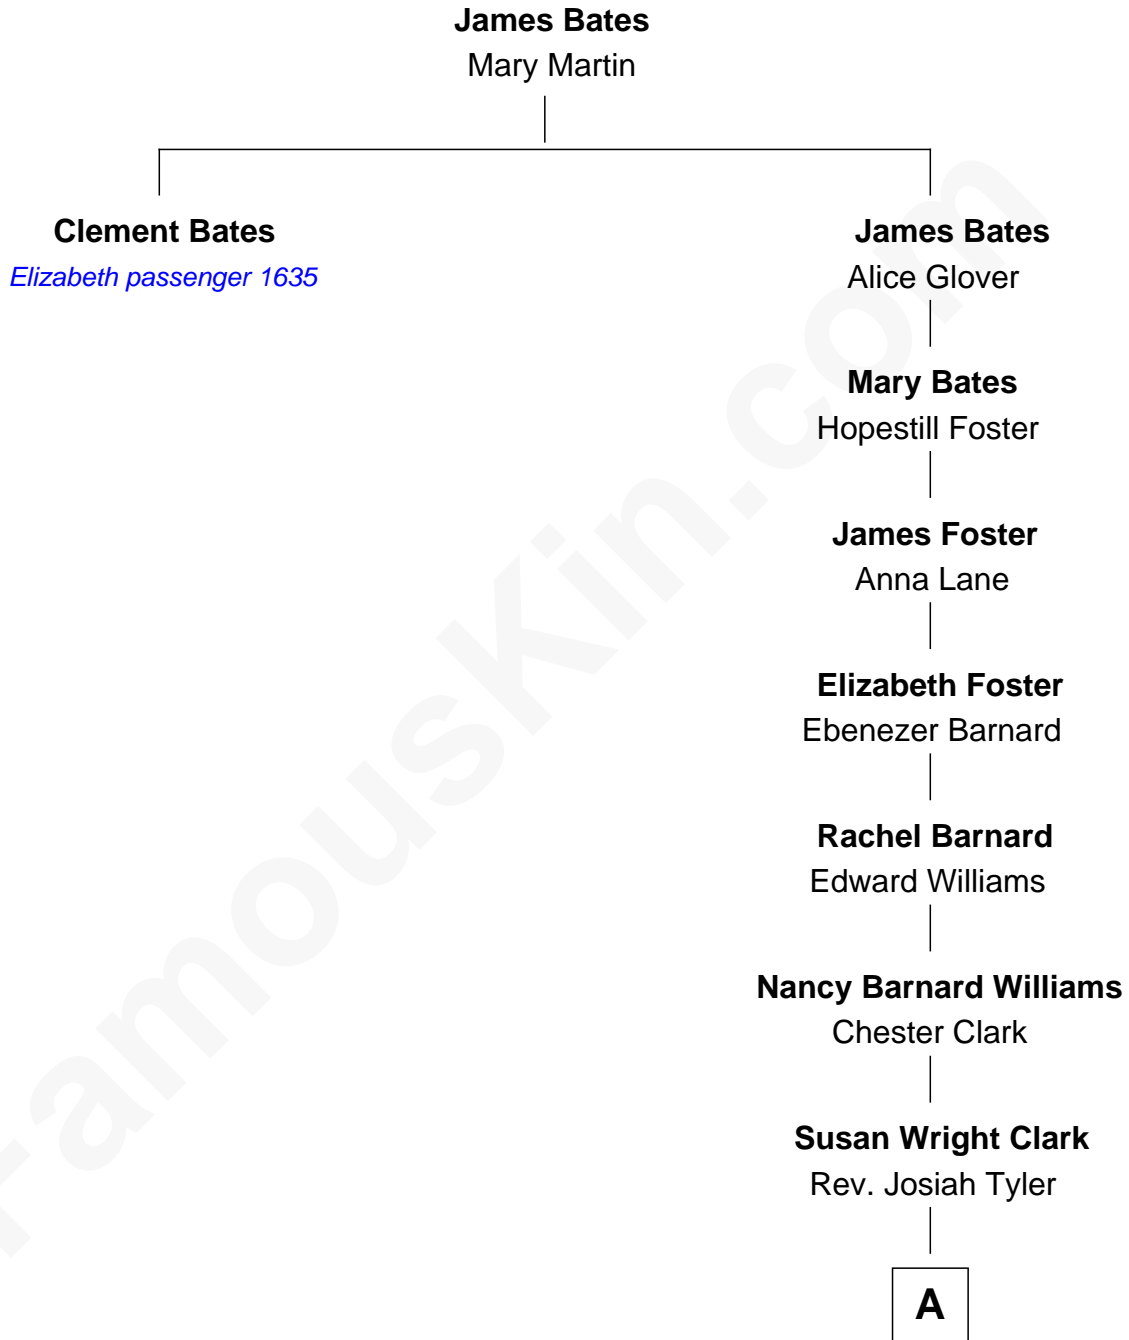 James Bates
Mary Martin
Clement Bates
Elizabeth passenger 1635
James Bates
Alice Glover
Mary Bates
Hopestill Foster
James Foster
Anna Lane
Elizabeth Foster
Ebenezer Barnard
Rachel Barnard
Edward Williams
Nancy Barnard Williams
Chester Clark
Susan Wright Clark
Rev. Josiah Tyler
A
FamousKin.com